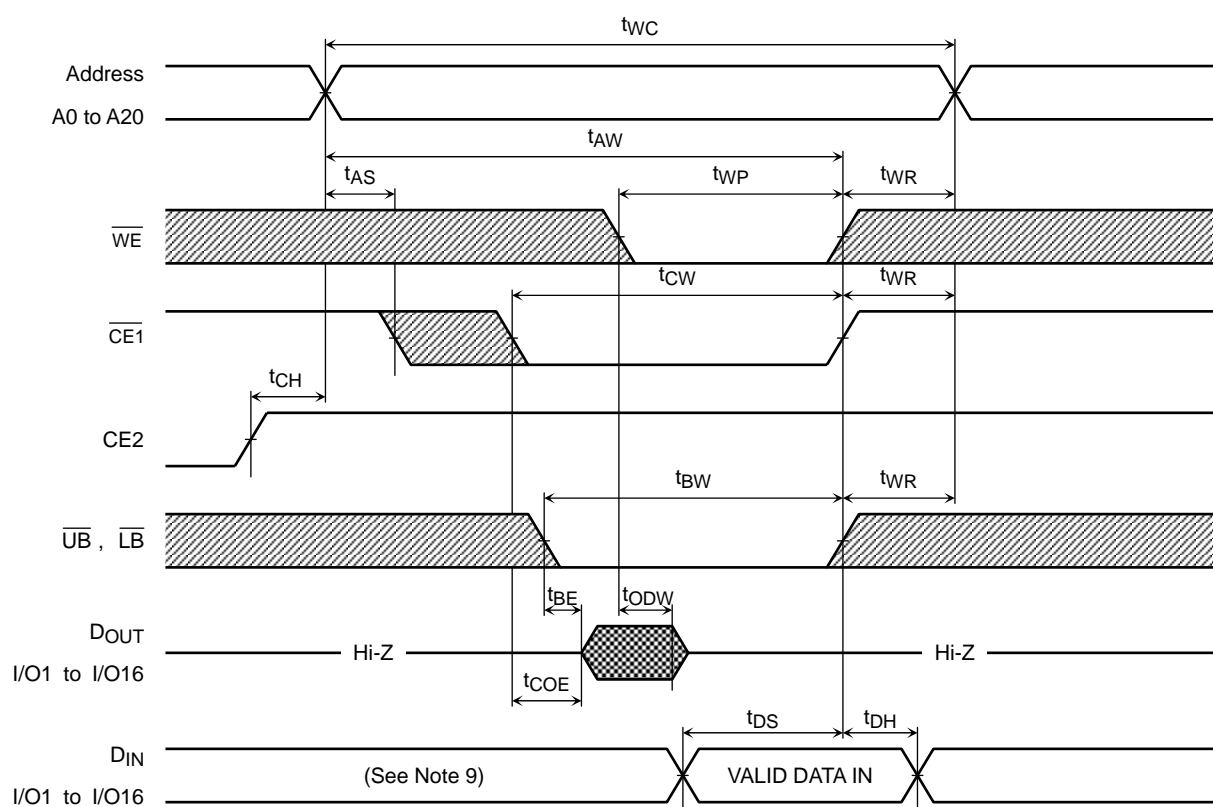 tWC
Address
A0 to A20
tAW
tAS
tWP
tWR
WE
tCW
tWR
CE1
tCH
CE2
tBW
tWR
UB , LB
tBE
tODW
DOUT
Hi-Z
Hi-Z
I/O1 to I/O16
tCOE
tDS
tDH
DIN
(See Note 9)
VALID DATA IN
I/O1 to I/O16